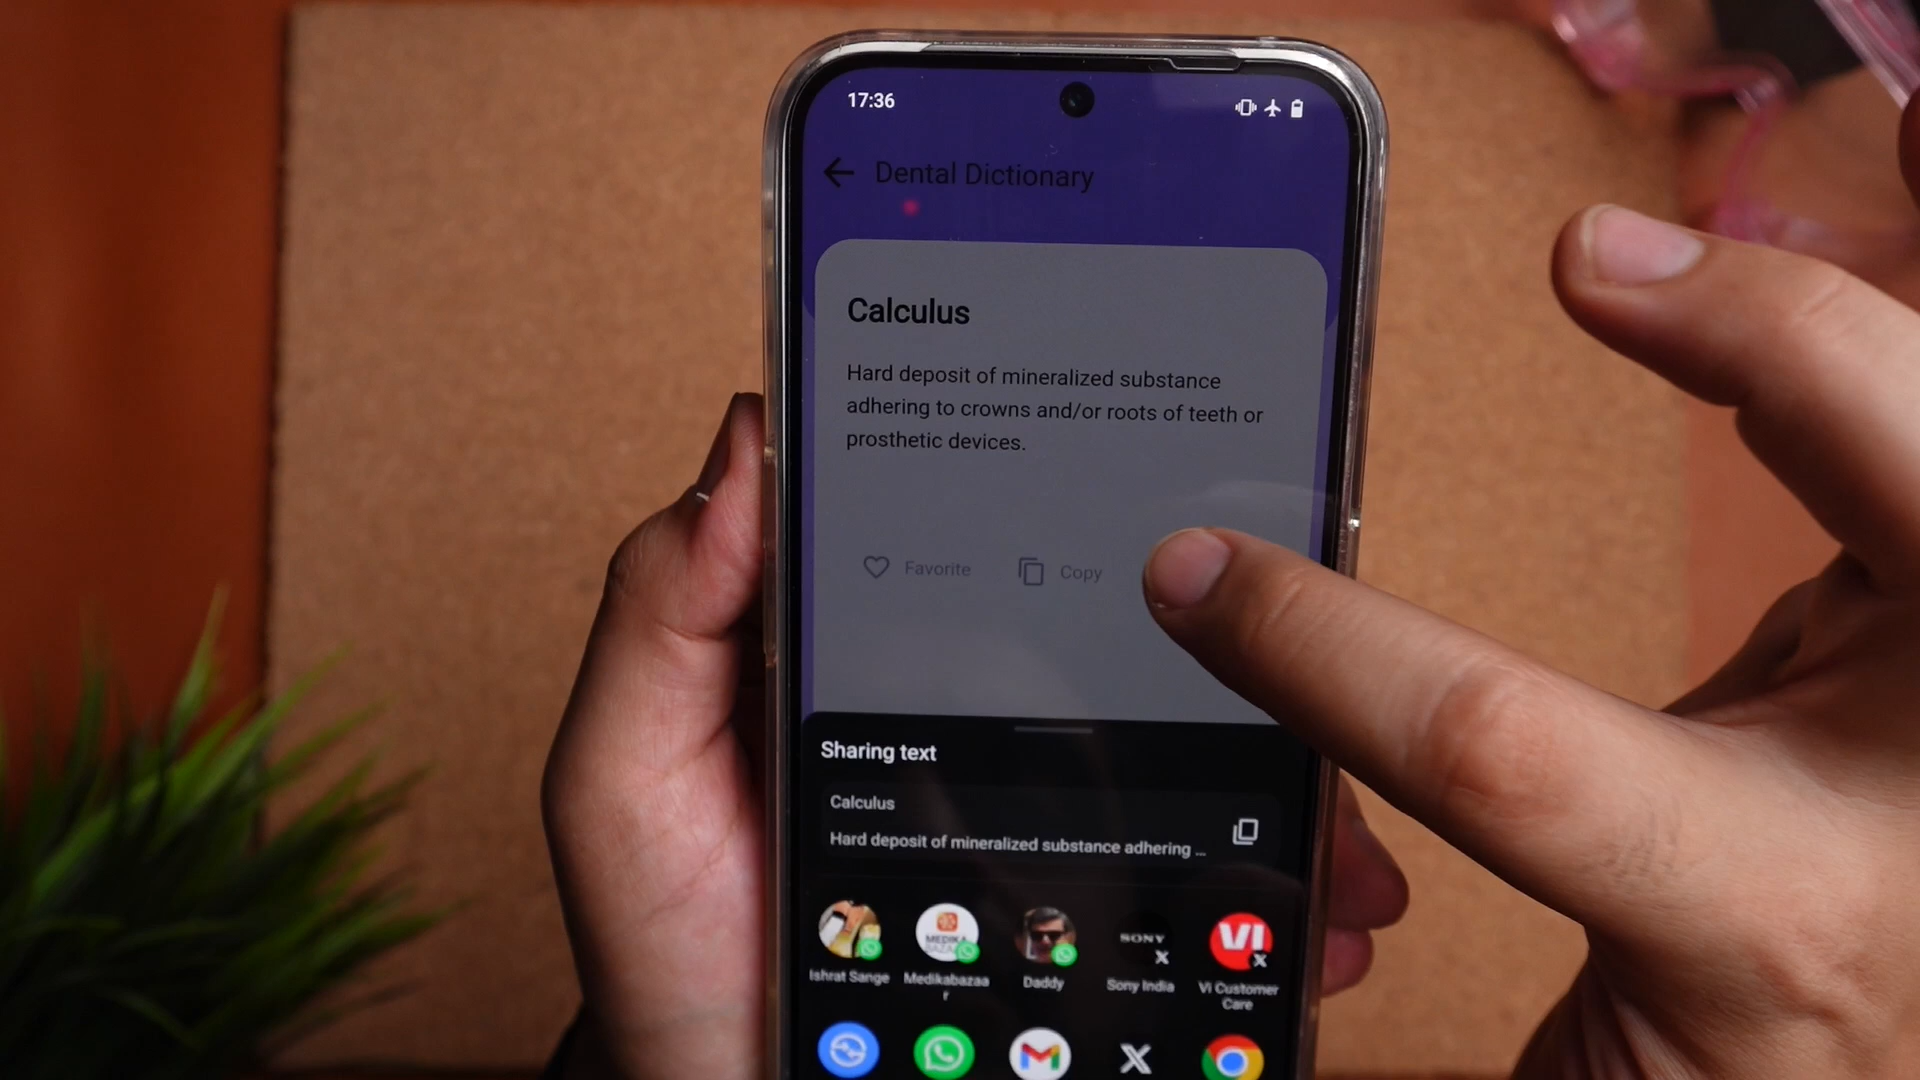 17:36
Dental Dictionary
Calculus
Hard deposit of mineralized substance
adhering to crowns and/or roots of teeth or
prosthetic devices.
Favorite
Copy
Sharing text
Calculus
Hard deposit of mineralized substance adhering ...
MEDIKA
SONY
VI
Ishrat Sange
Medikabazaa
r
Daddy
Sony India
Vi Customer
Care